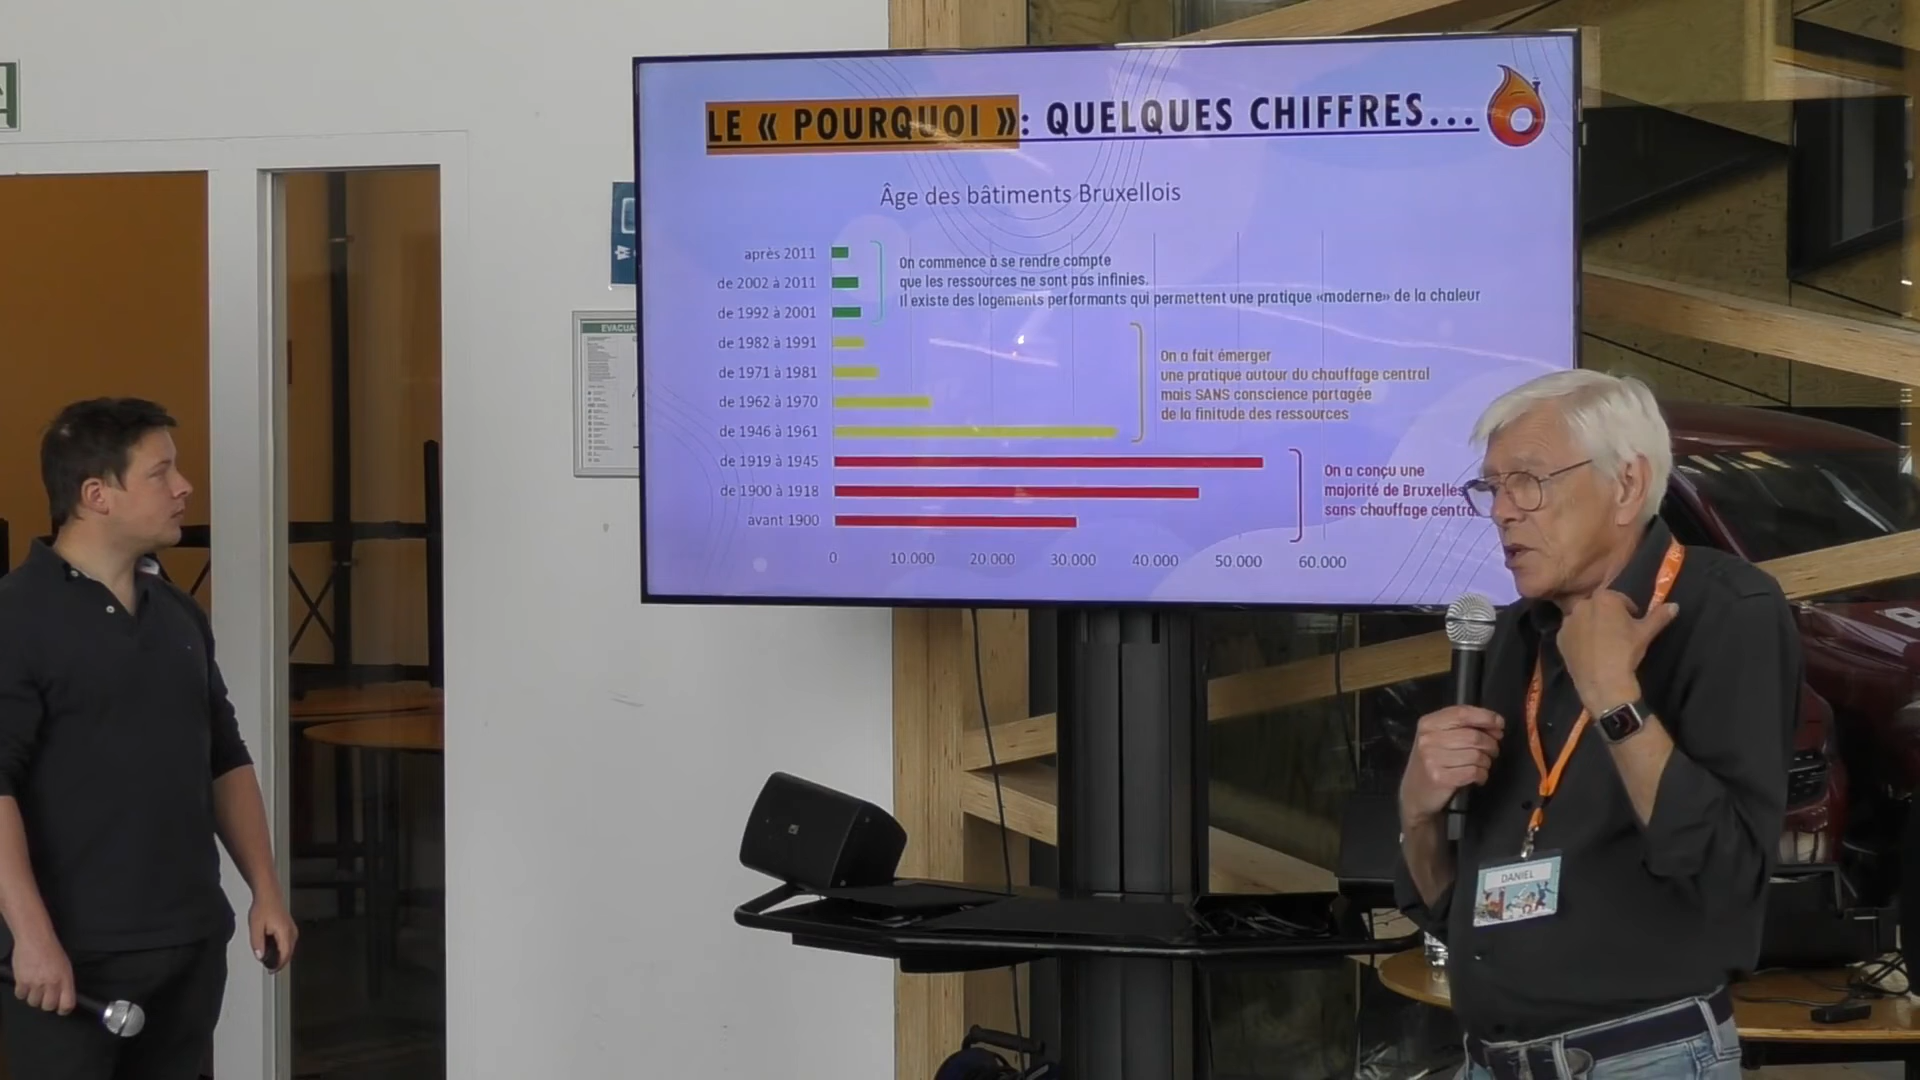 LE « POURQUOI »: QUELQUES CHIFFRES...
Âge des bâtiments Bruxellois
après 2011
de 2002 à 2011
de 1992 à 2001
de 1982 à 1991
de 1971 à 1981
de 1962 à 1970
de 1946 à 1961
de 1919 à 1945
de 1900 à 1918
avant 1900
0 10.000 20.000 30.000 40.000 50.000 60.000
On commence à se rendre compte
que les ressources ne sont pas infinies.
Il existe des logements performants qui permettent une pratique «moderne» de la chaleur
On a fait émerger
une pratique autour du chauffage central
mais SANS conscience partagée
de la finitude des ressources
On a conçu une
majorité de Bruxelles
sans chauffage centra
EVACUA
DANIEL